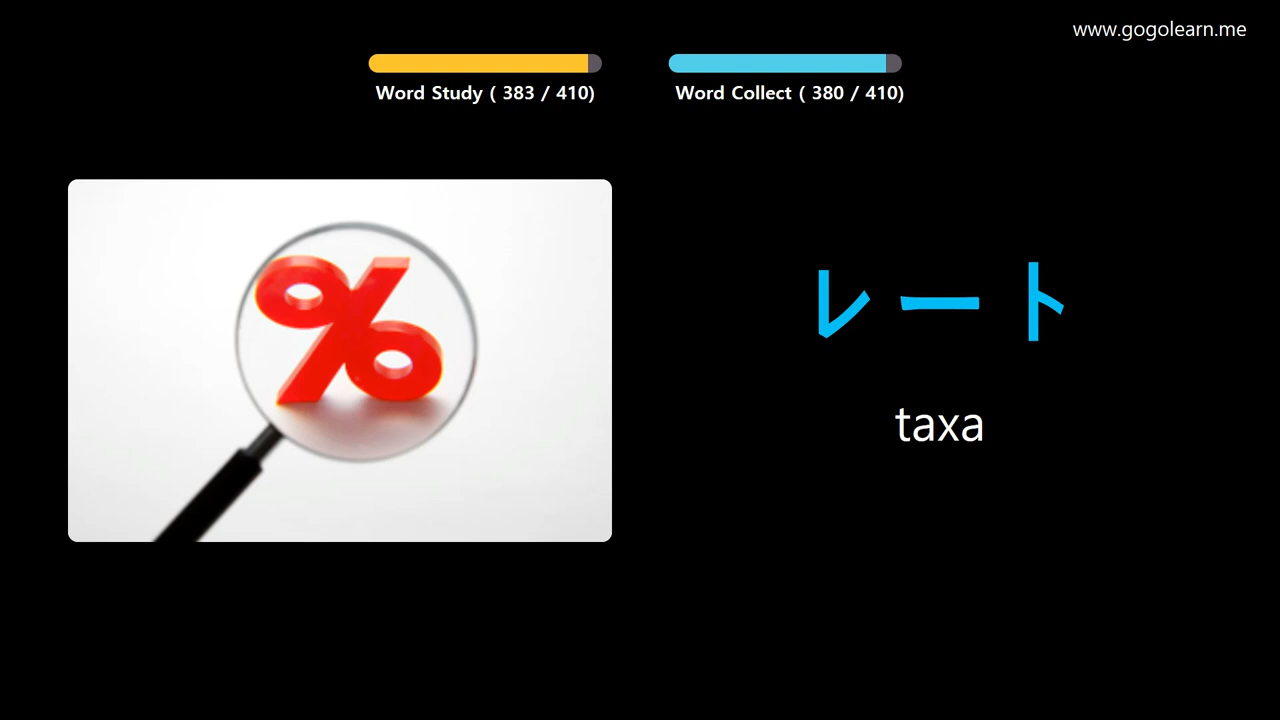 www.gogolearn.me
Word Study ( 383 / 410)
Word Collect ( 380 / 410)
%
レート
taxa